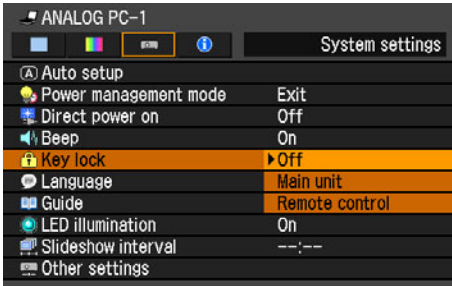 ANALOG PC-1
System settings
A Auto setup
Power management mode Exit
Direct power on Off
Beep On
Key lock Off
Language Main unit
Guide Remote control
LED illumination On
Slideshow interval --:--
Other settings